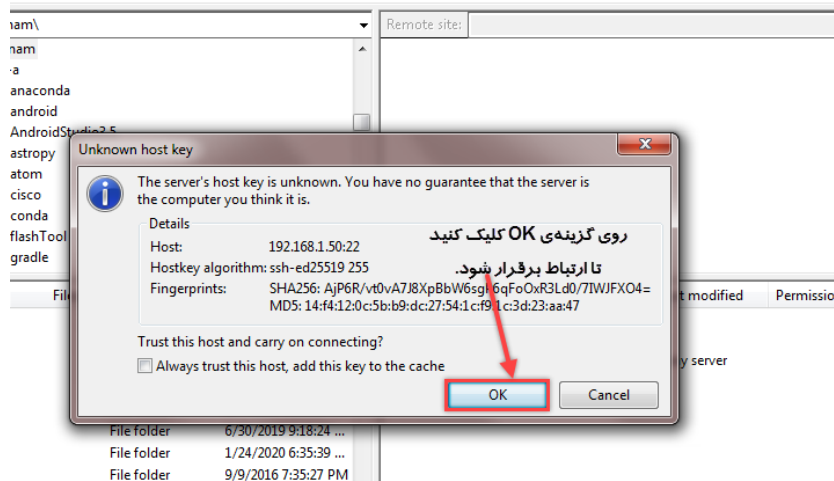 nam\
Remote site:
nam
-a
anaconda
android
AndroidStudio3.5
astropy
atom
cisco
conda
flashTool
gradle
Unknown host key
The server's host key is unknown. You have no guarantee that the server is
the computer you think it is.
Details
Host: 192.168.1.50:22
Hostkey algorithm: ssh-ed25519 255
Fingerprints: SHA256: AjP6R/vt0vA7J8XpBbW6sgk6qFoOxR3Ld0/7IWJFXO4=
MD5: 14:f4:12:0c:5b:b9:dc:27:54:1c:f9:1c:3d:23:aa:47
روی گزینه‌ی OK کلیک کنید
تا ارتباط برقرار شود.
Trust this host and carry on connecting?
Always trust this host, add this key to the cache
OK
Cancel
File
t modified
Permissio
y server
File folder 6/30/2019 9:18:24 ...
File folder 1/24/2020 6:35:39 ...
File folder 9/9/2016 7:35:27 PM